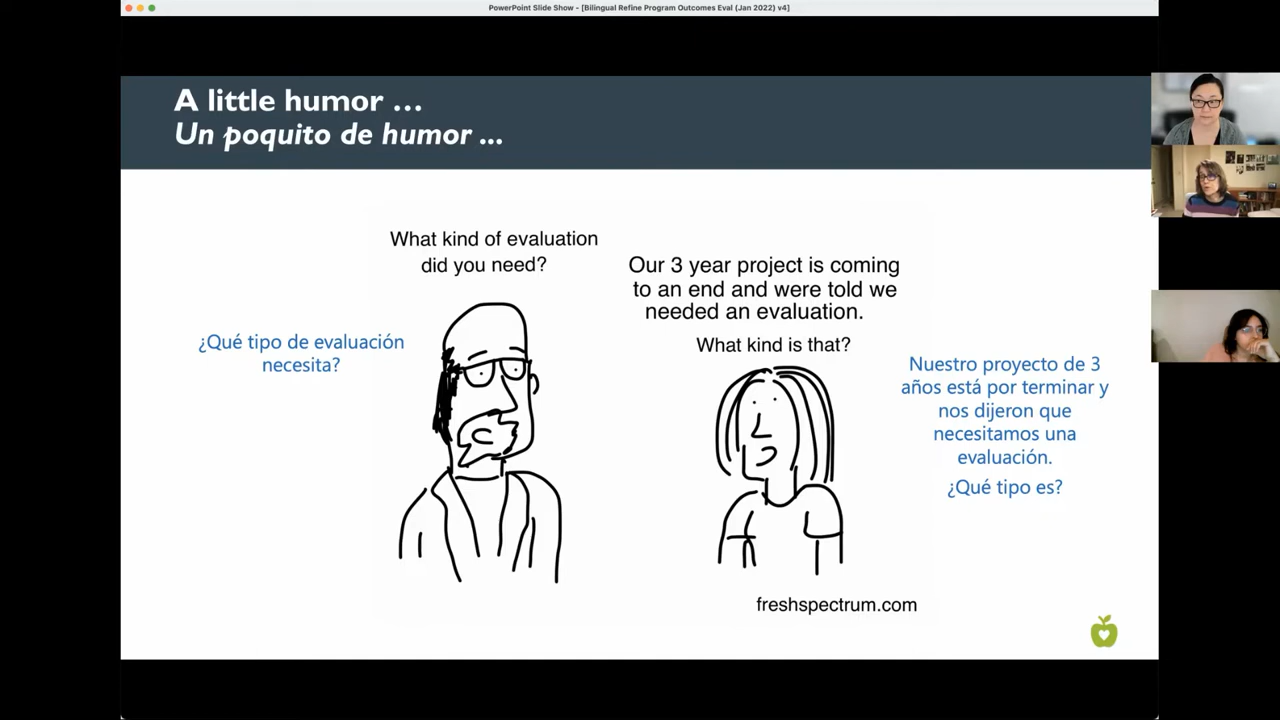 PowerPoint Slide Show - [Bilingual Refine Program Outcomes Eval (Jan 2022) v4]
A little humor …
Un poquito de humor ...
What kind of evaluation
did you need?
¿Qué tipo de evaluación
necesita?
Our 3 year project is coming
to an end and were told we
needed an evaluation.
What kind is that?
Nuestro proyecto de 3
años está por terminar y
nos dijeron que
necesitamos una
evaluación.
¿Qué tipo es?
freshspectrum.com